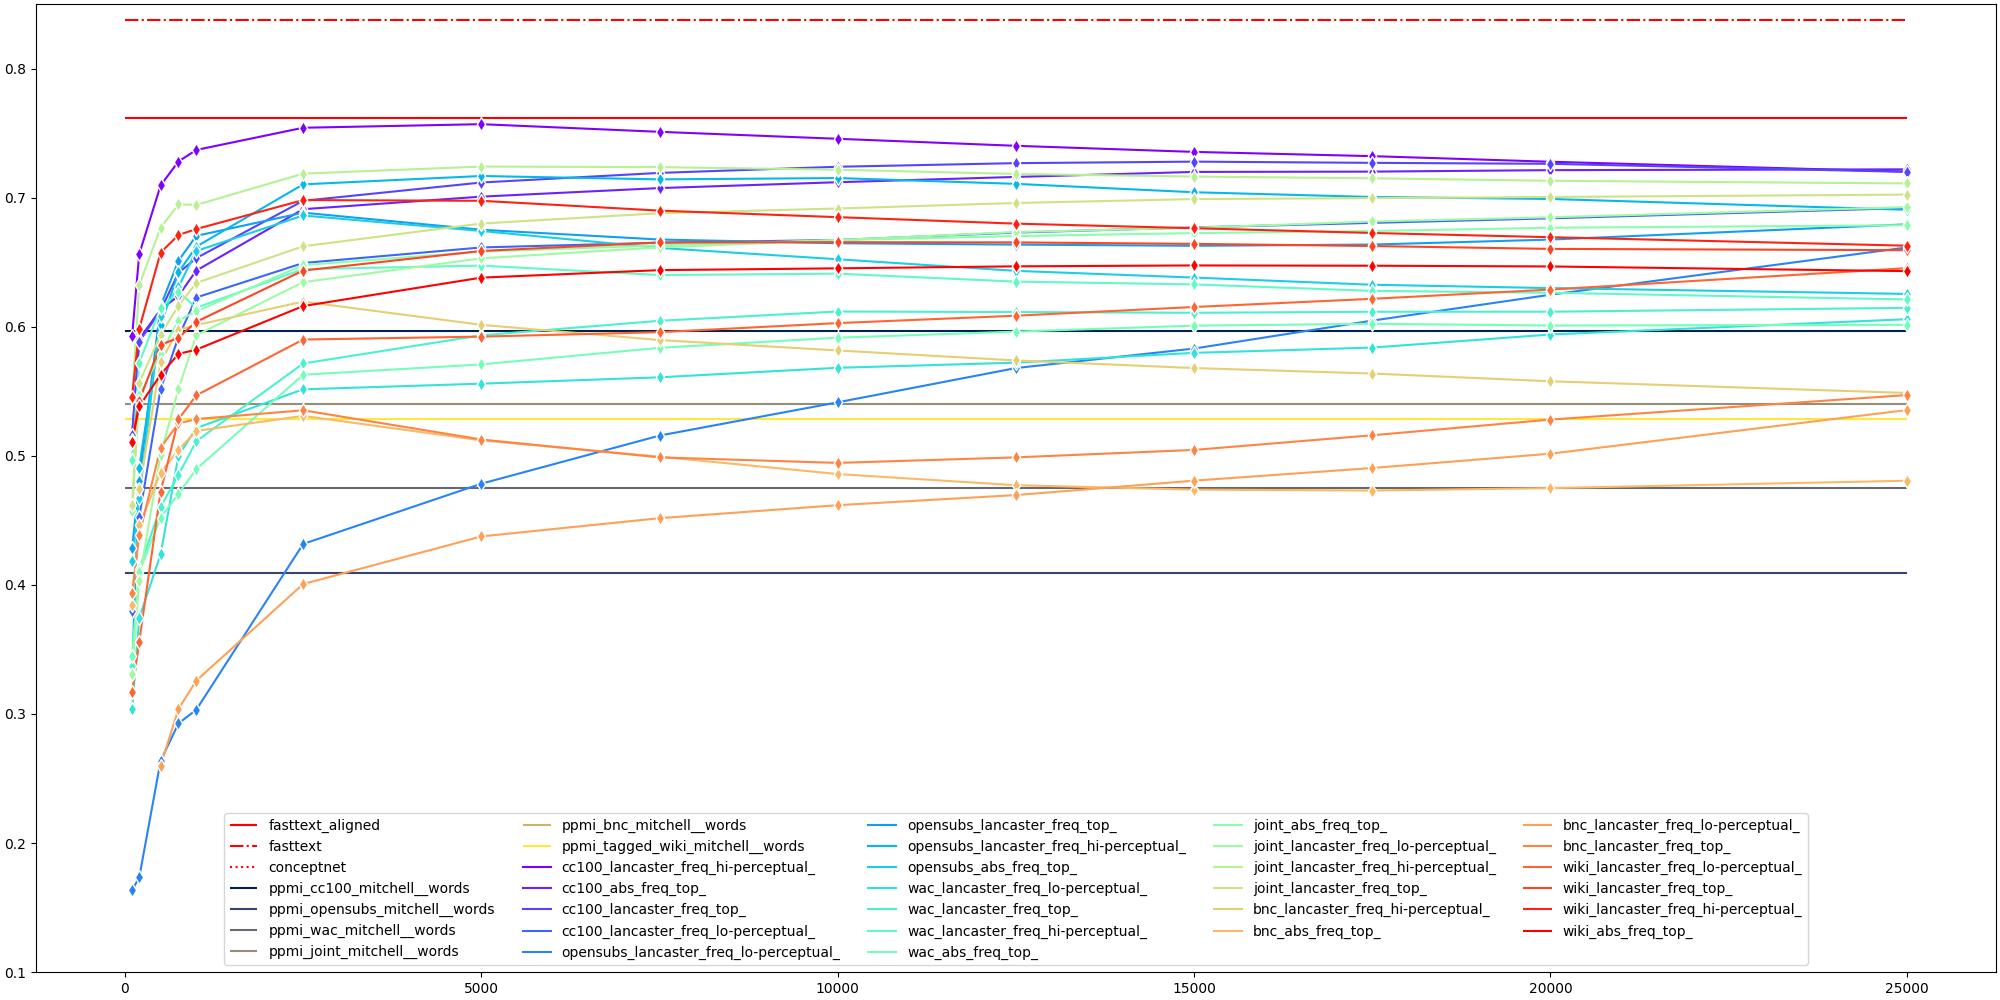 0.8
0.7
0.6
0.5
0.4
0.3
0.2
0.1
0
5000
10000
15000
20000
25000
fasttext_aligned
fasttext
conceptnet
ppmi_cc100_mitchell__words
ppmi_opensubs_mitchell__words
ppmi_wac_mitchell__words
ppmi_joint_mitchell__words
ppmi_bnc_mitchell__words
ppmi_tagged_wiki_mitchell__words
cc100_lancaster_freq_hi-perceptual_
cc100_abs_freq_top_
cc100_lancaster_freq_top_
cc100_lancaster_freq_lo-perceptual_
opensubs_lancaster_freq_lo-perceptual_
opensubs_lancaster_freq_top_
opensubs_lancaster_freq_hi-perceptual_
opensubs_abs_freq_top_
wac_lancaster_freq_lo-perceptual_
wac_lancaster_freq_top_
wac_lancaster_freq_hi-perceptual_
wac_abs_freq_top_
joint_abs_freq_top_
joint_lancaster_freq_lo-perceptual_
joint_lancaster_freq_hi-perceptual_
joint_lancaster_freq_top_
bnc_lancaster_freq_hi-perceptual_
bnc_abs_freq_top_
bnc_lancaster_freq_lo-perceptual_
bnc_lancaster_freq_top_
wiki_lancaster_freq_lo-perceptual_
wiki_lancaster_freq_top_
wiki_lancaster_freq_hi-perceptual_
wiki_abs_freq_top_